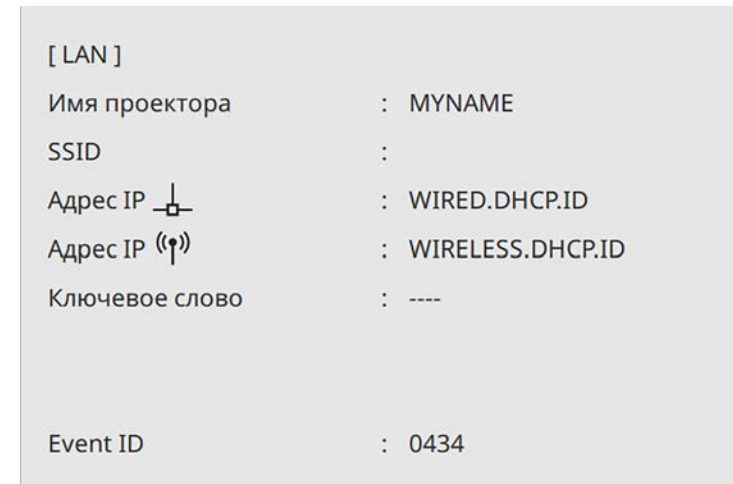 [ LAN ]
Имя проектора : MYNAME
SSID :
Адрес IP : WIRED.DHCP.ID
Адрес IP : WIRELESS.DHCP.ID
Ключевое слово : ----
Event ID : 0434